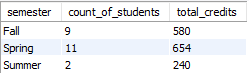 semester count_of_students total_credits
Fall 9 580
Spring 11 654
Summer 2 240